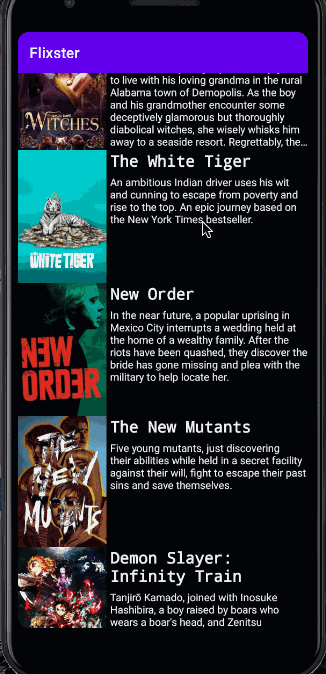 Flixster
to live with his loving grandma in the rural
Alabama town of Demopolis. As the boy
and his grandmother encounter some
deceptively glamorous but thoroughly
diabolical witches, she wisely whisks him
away to a seaside resort. Regrettably, the…
WITCHES
The White Tiger
An ambitious Indian driver uses his wit
and cunning to escape from poverty and
rise to the top. An epic journey based on
the New York Times bestseller.
THE
WHITE TIGER
New Order
In the near future, a popular uprising in
Mexico City interrupts a wedding held at
the home of a wealthy family. After the
riots have been quashed, they discover the
bride has gone missing and plea with the
military to help locate her.
NEW
ORDER
The New Mutants
Five young mutants, just discovering
their abilities while held in a secret facility
against their will, fight to escape their past
sins and save themselves.
THE
NEW
MUTANTS
Demon Slayer:
Infinity Train
Tanjirō Kamado, joined with Inosuke
Hashibira, a boy raised by boars who
wears a boar's head, and Zenitsu